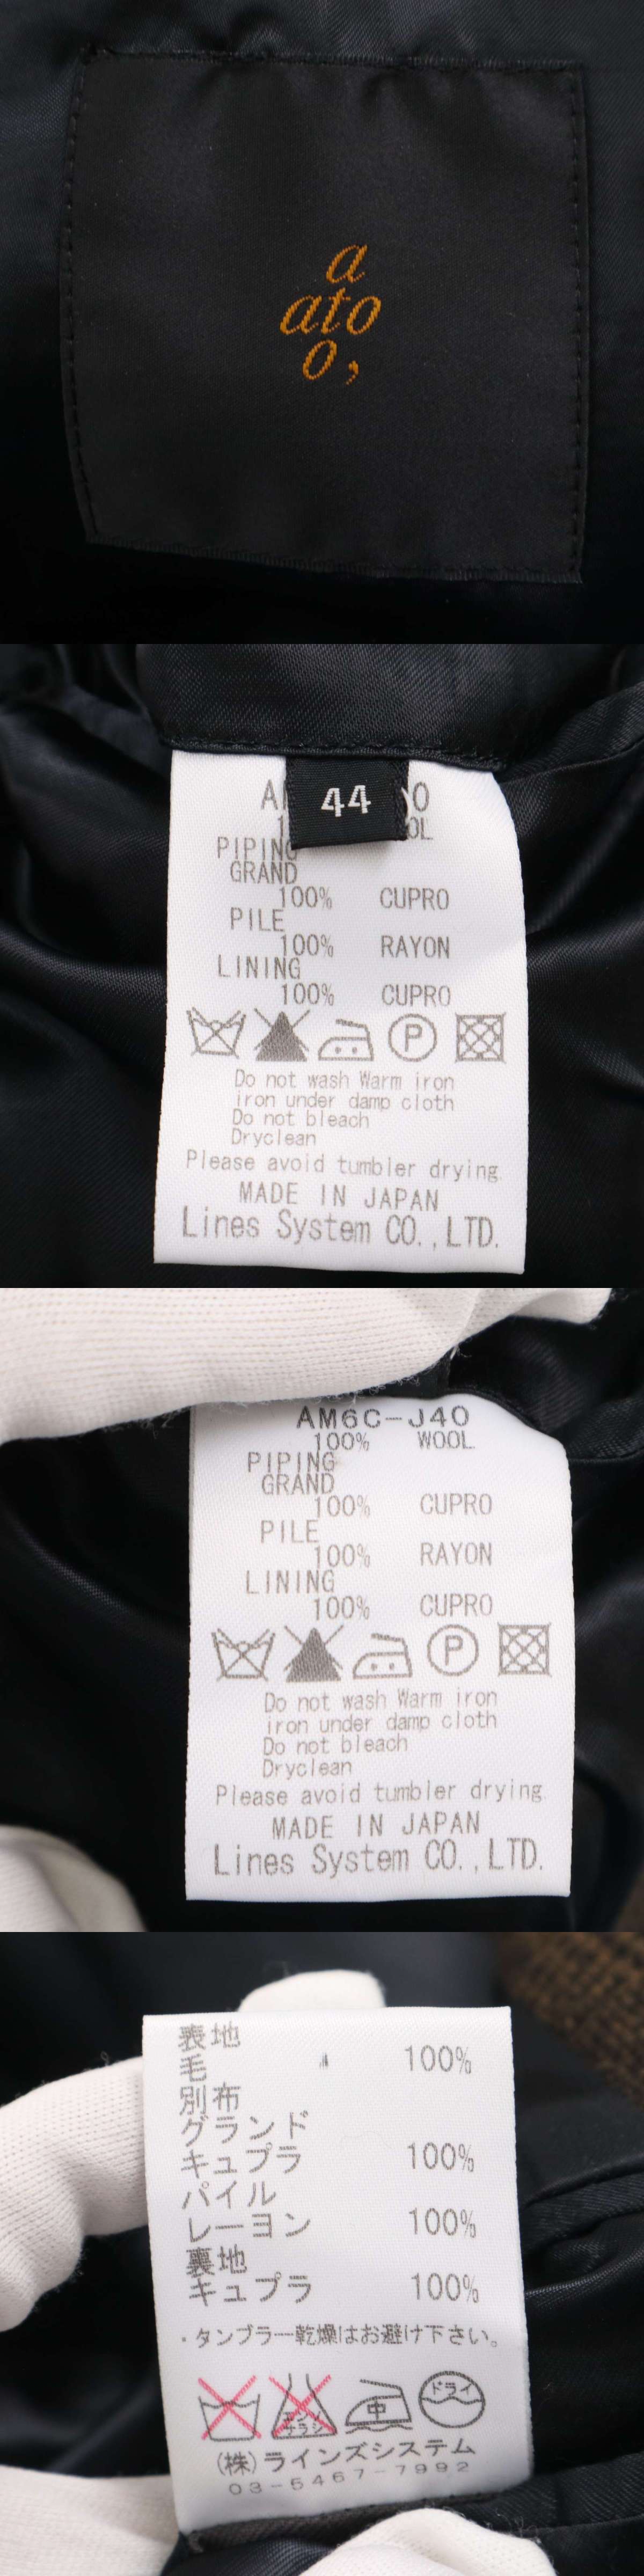 a
ato
o,
44
PIPING
GRAND
100% CUPRO
PILE
100% RAYON
LINING
100% CUPRO
P
Do not wash Warm iron
iron under damp cloth
Do not bleach
Dryclean
Please avoid tumbler drying
MADE IN JAPAN
Lines System CO.,LTD.
AM6C-J40
100% WOOL
PIPING
GRAND
100% CUPRO
PILE
100% RAYON
LINING
100% CUPRO
P
Do not wash Warm iron
iron under damp cloth
Do not bleach
Dryclean
Please avoid tumbler drying
MADE IN JAPAN
Lines System CO.,LTD.
表地
毛 100%
別布
グランド
キュプラ 100%
パイル
レーヨン 100%
裏地
キュプラ 100%
・タンブラー乾燥はお避け下さい。
エンソ
サラシ
中
ドライ
(株)ラインズシステム
03-5467-7992